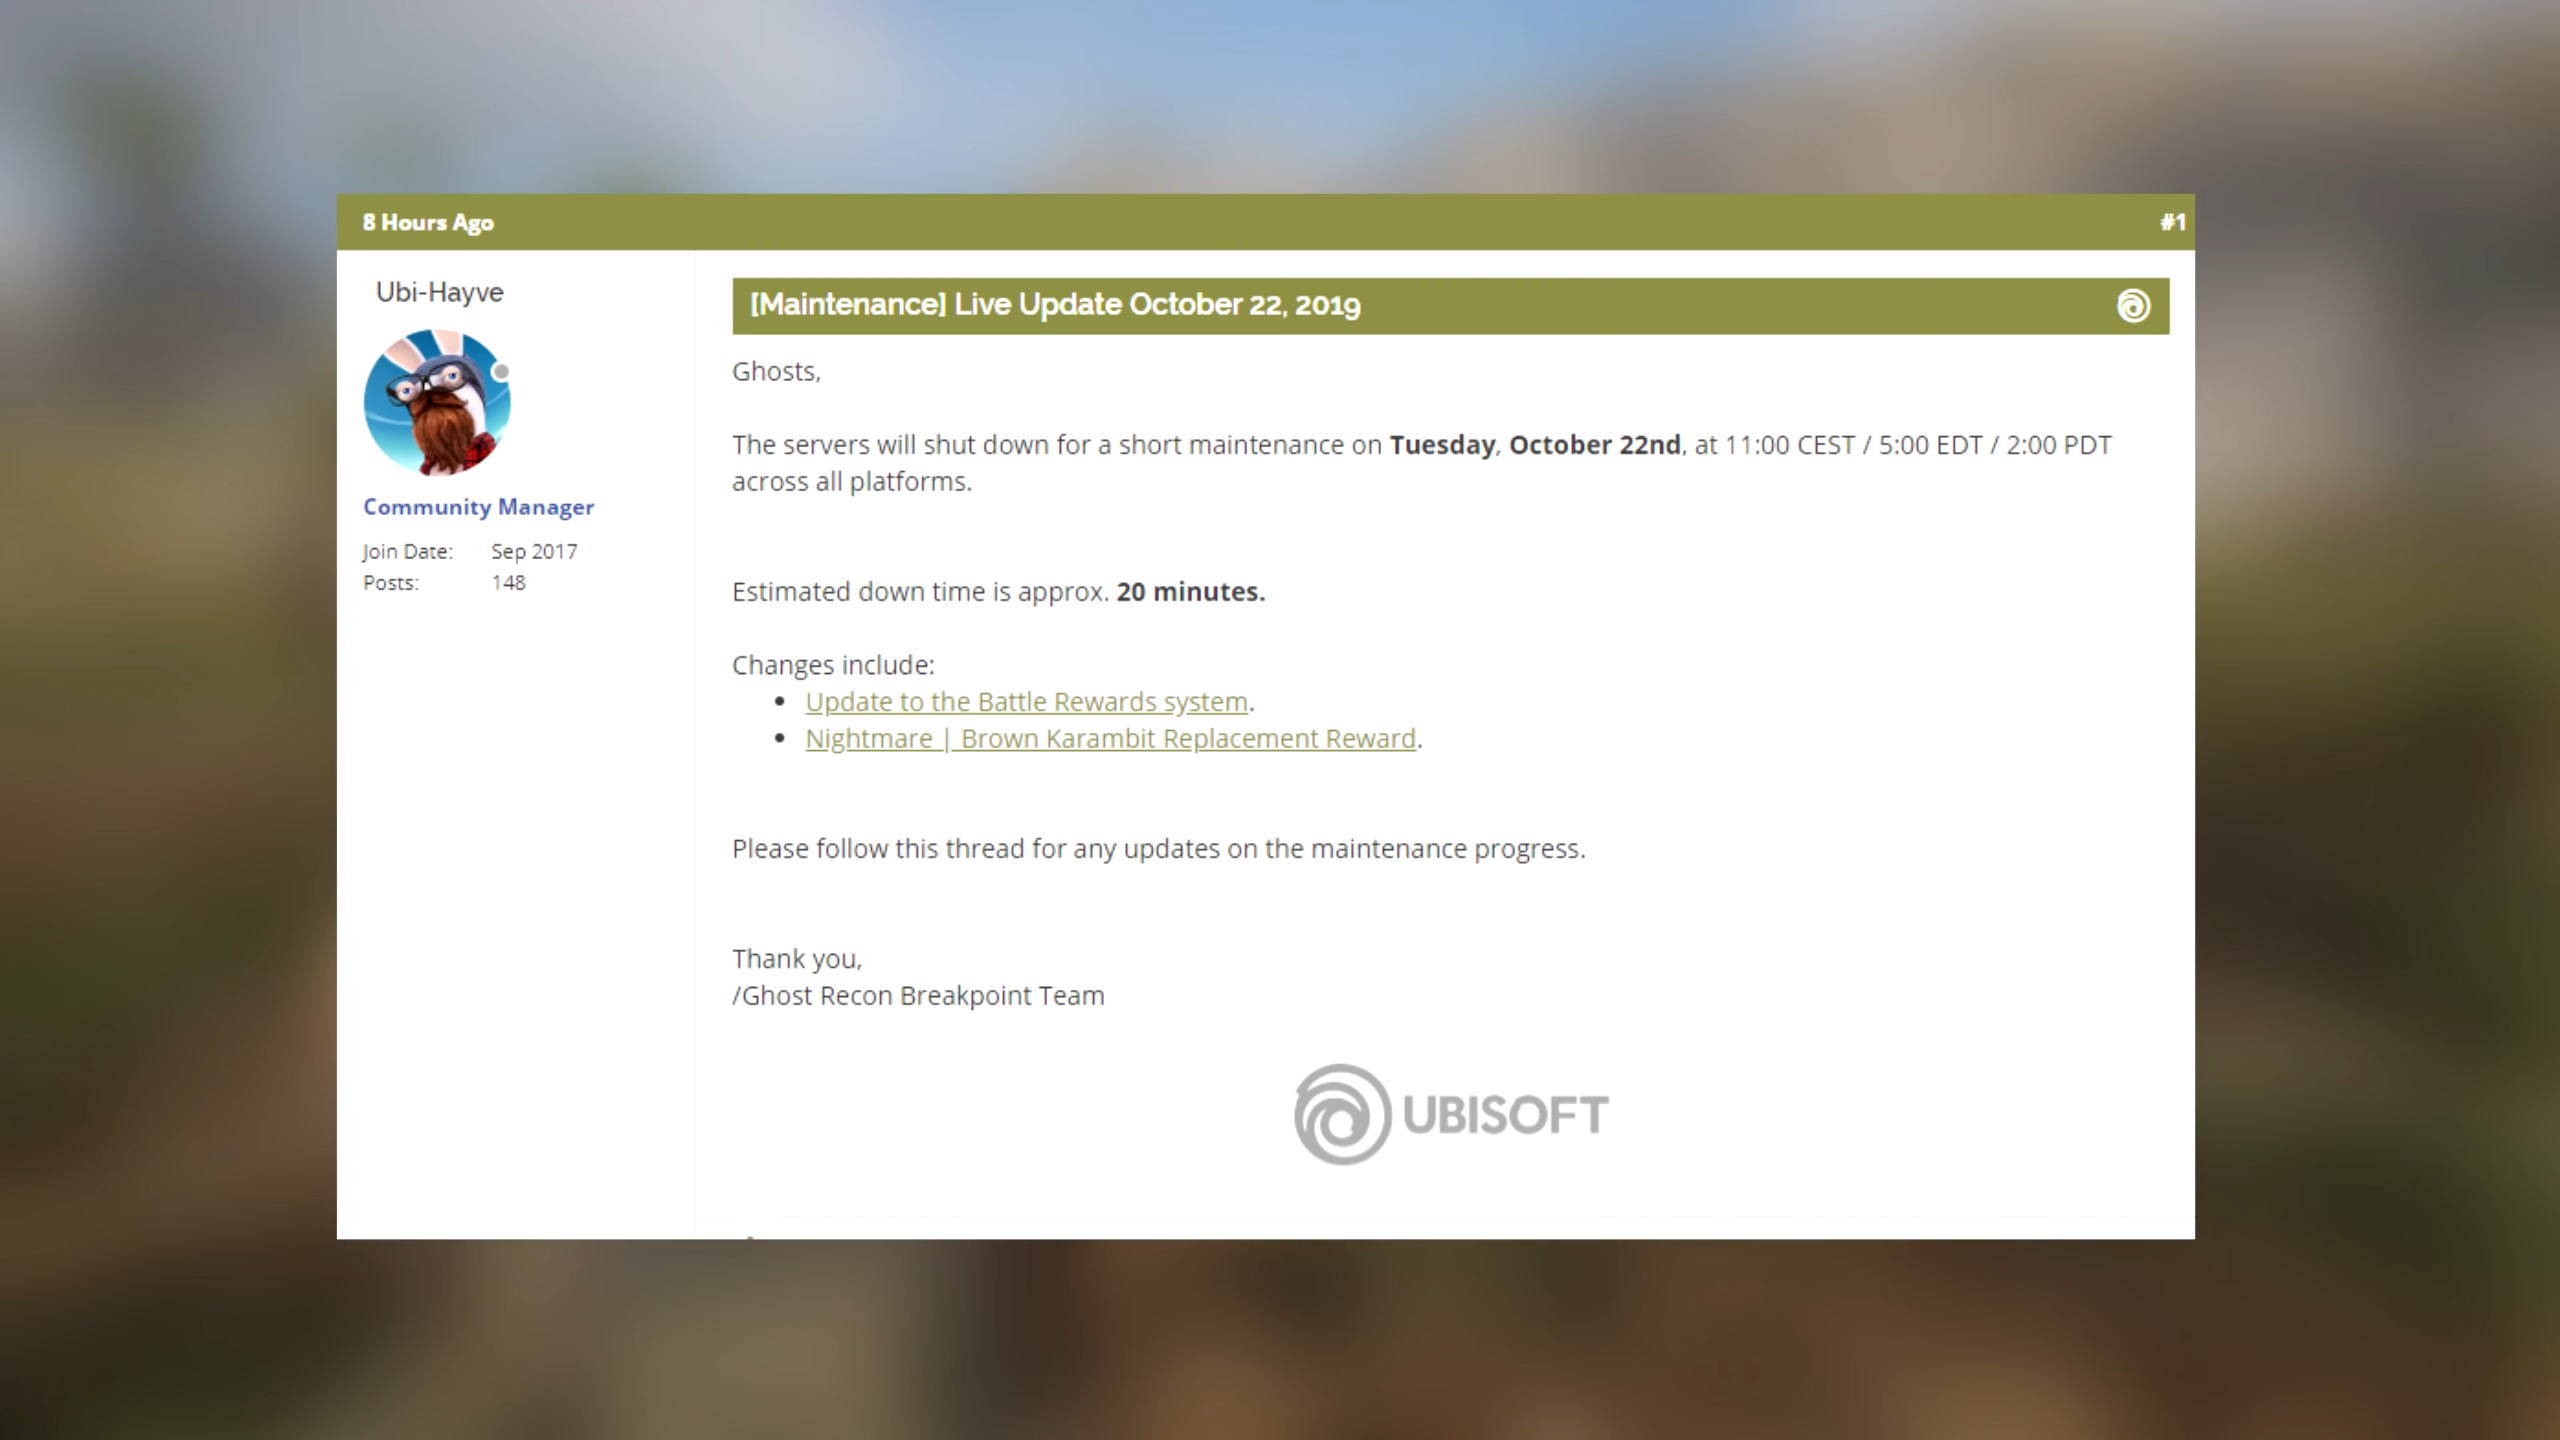 8 Hours Ago
#1
Ubi-Hayve
Community Manager
Join Date: Sep 2017
Posts: 148
[Maintenance] Live Update October 22, 2019
Ghosts,
The servers will shut down for a short maintenance on Tuesday, October 22nd, at 11:00 CEST / 5:00 EDT / 2:00 PDT
across all platforms.
Estimated down time is approx. 20 minutes.
Changes include:
• Update to the Battle Rewards system.
• Nightmare | Brown Karambit Replacement Reward.
Please follow this thread for any updates on the maintenance progress.
Thank you,
/Ghost Recon Breakpoint Team
UBISOFT